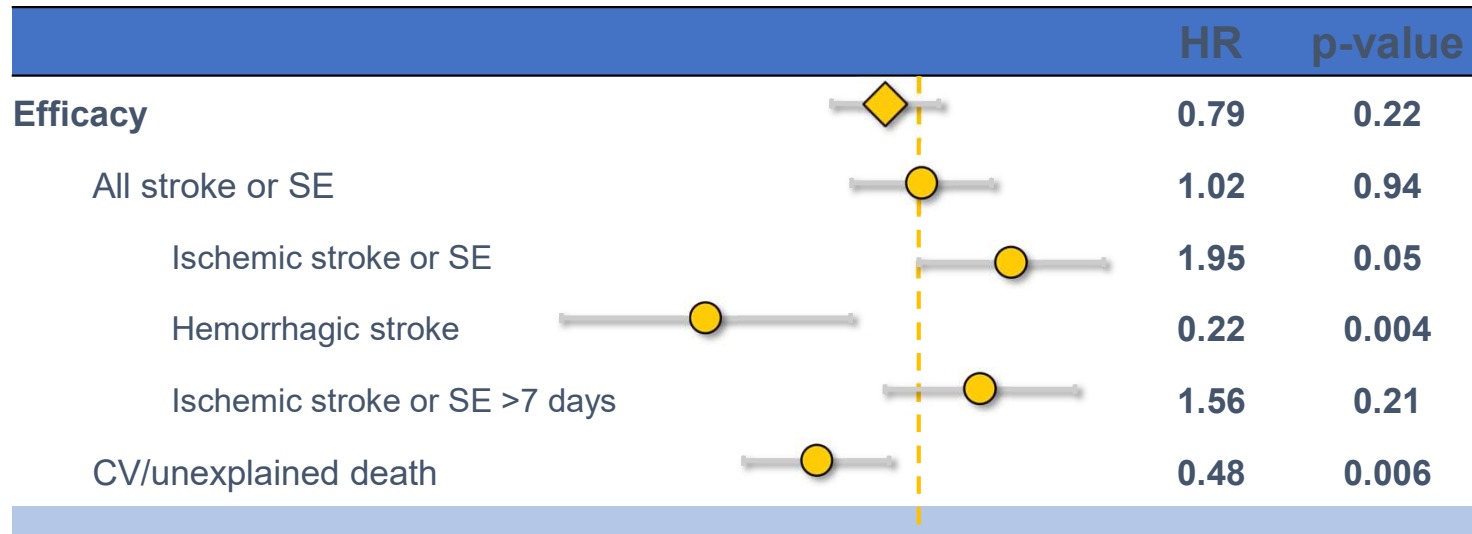 HR p-value
Efficacy 0.79 0.22
All stroke or SE 1.02 0.94
Ischemic stroke or SE 1.95 0.05
Hemorrhagic stroke 0.22 0.004
Ischemic stroke or SE >7 days 1.56 0.21
CV/unexplained death 0.48 0.006